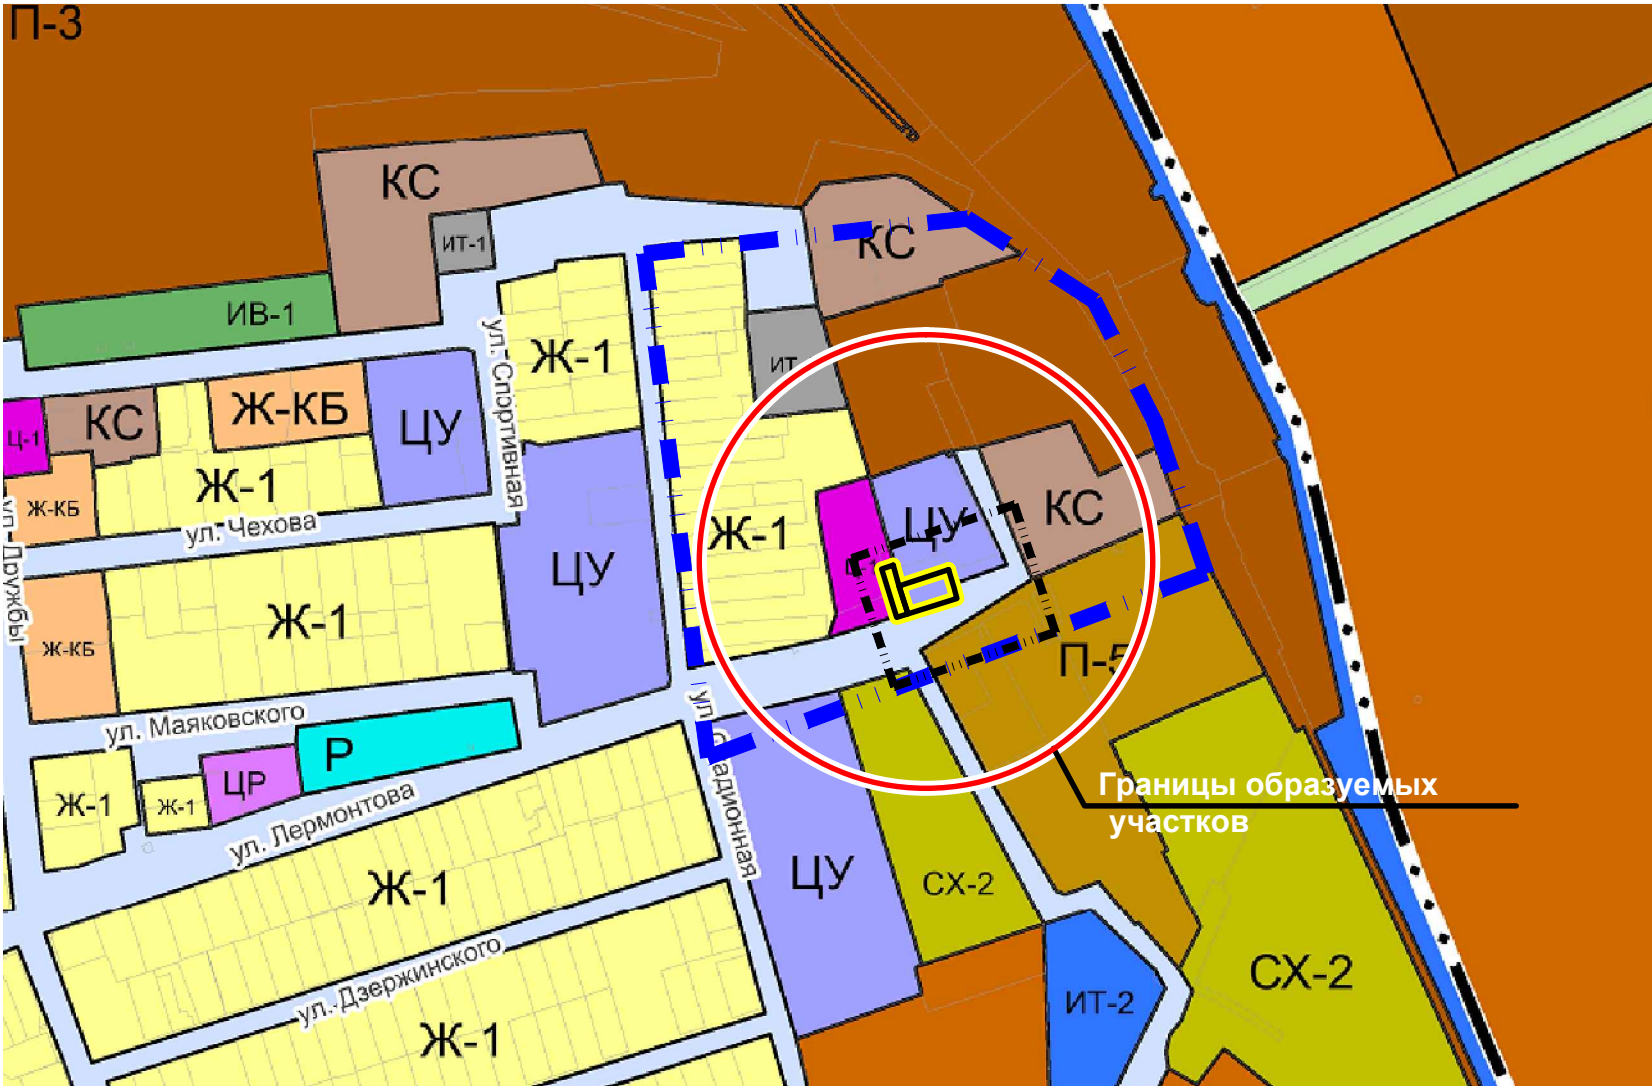 П-3
КС
ИТ-1
КС
ИВ-1
ул. Спортивная
Ж-1
ИТ
Ж-КБ
ЦУ
КС
Ц-1
Ж-1
Ж-КБ
ул. Чехова
ул. Дружбы
ЦУ
Ж-1
ЦУ
КС
Ж-1
Ж-КБ
П-5
ул. Маяковского
Р
ЦР
Ж-1
Ж-1
ул. Лермонтова
Границы образуемых
участков
Ж-1
ЦУ
СХ-2
ул. Дзержинского
СХ-2
ИТ-2
Ж-1